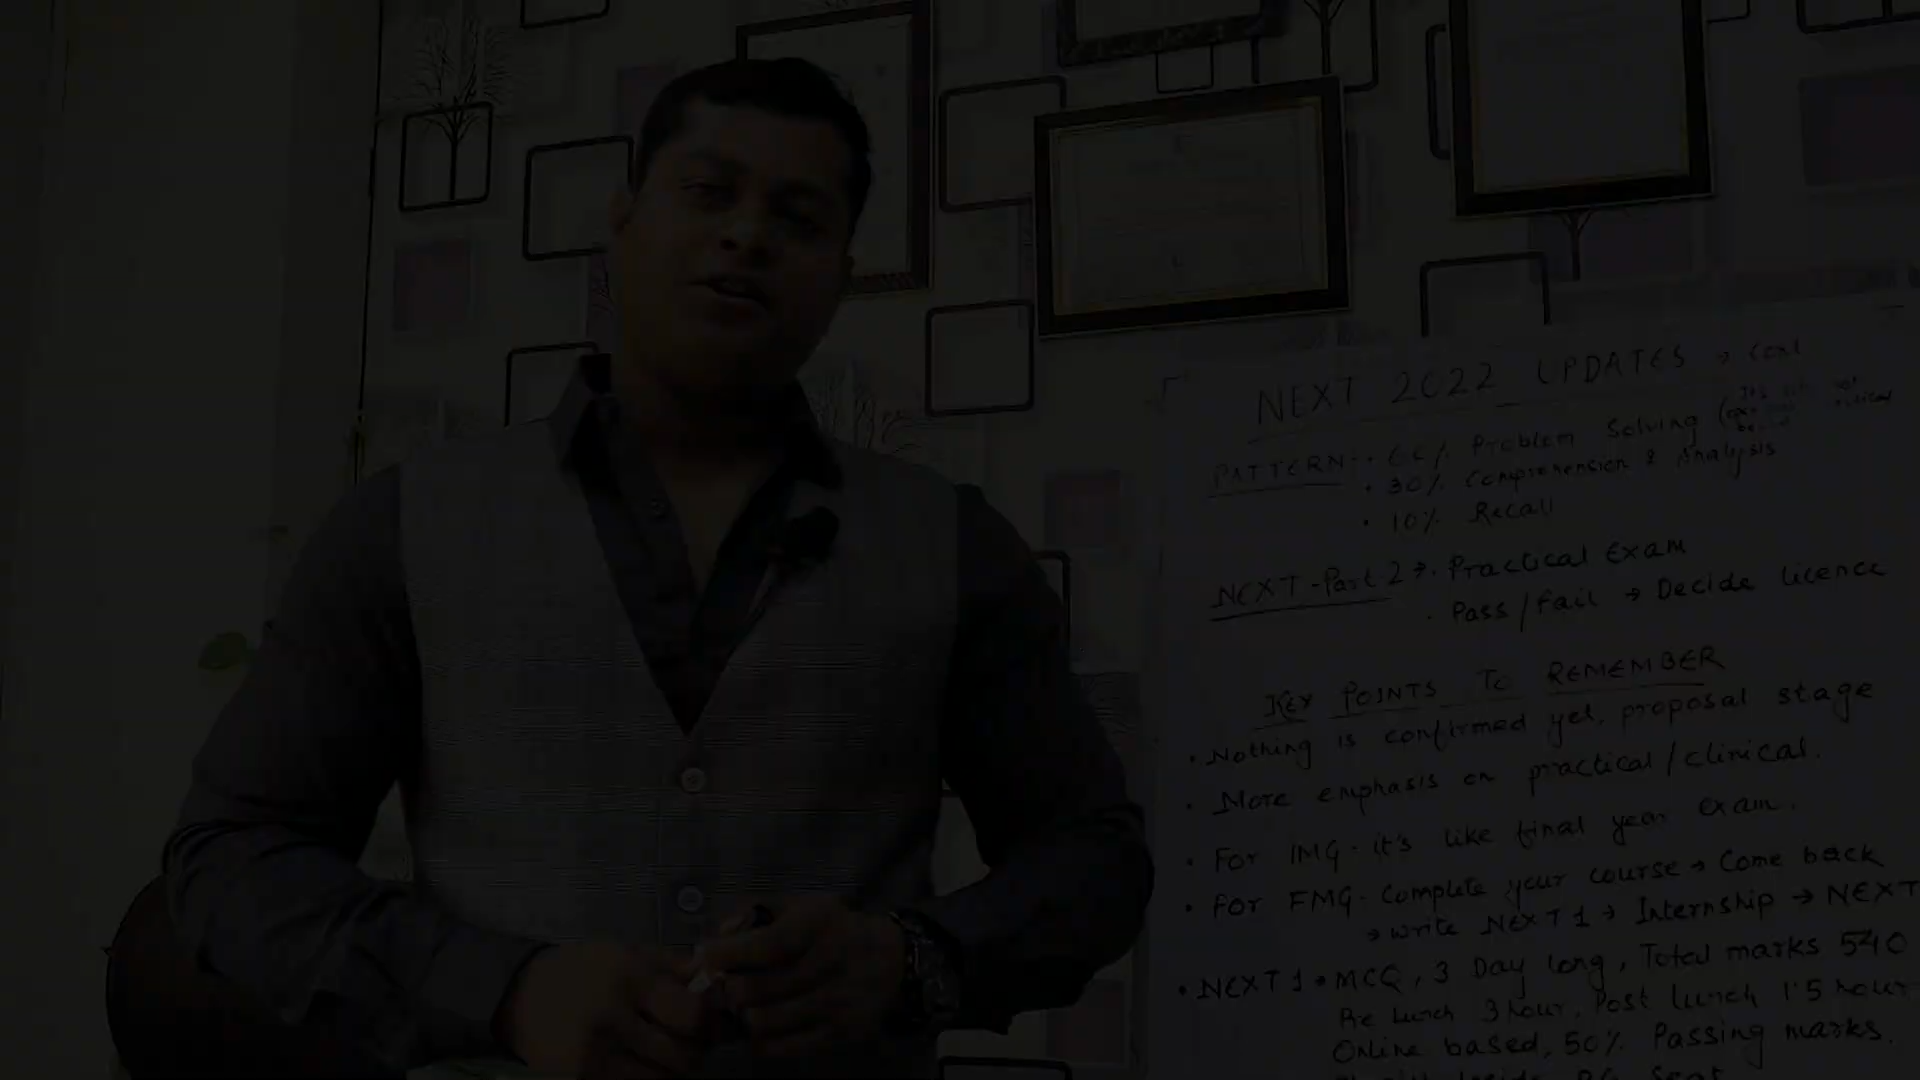 NEXT 2022 UPDATES → Cont
PATTERN - • 60% Problem Solving
• 30% Comprehension & Analysis
• 10% Recall
NEXT - Part 2 → • Practical Exam
• Pass/Fail → Decide licence
KEY POINTS TO REMEMBER
• Nothing is confirmed yet, proposal stage
• More emphasis on practical/clinical.
• For IMG - it's like final year exam.
• For FMG - Complete your course → Come back
→ write NEXT 1 → Internship → NEXT
• NEXT 1 • MCQ, 3 Day long, Total marks 540
Pre lunch 3 hour, Post lunch 1.5 hour
Online based, 50% Passing marks.
PG Seat